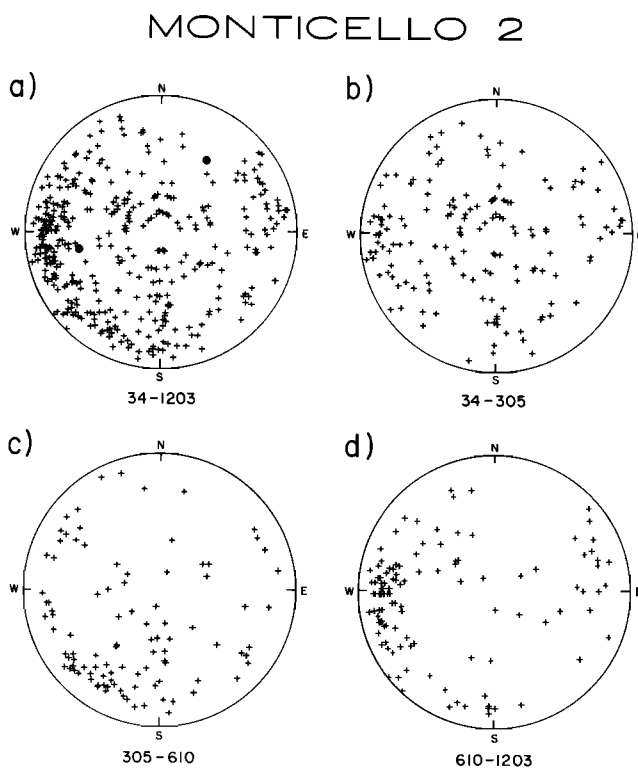 MONTICELLO 2
a) b)
N N
W E W
S S
34-1203 34-305
c) d)
N N
W E W
S S
305-610 610-1203